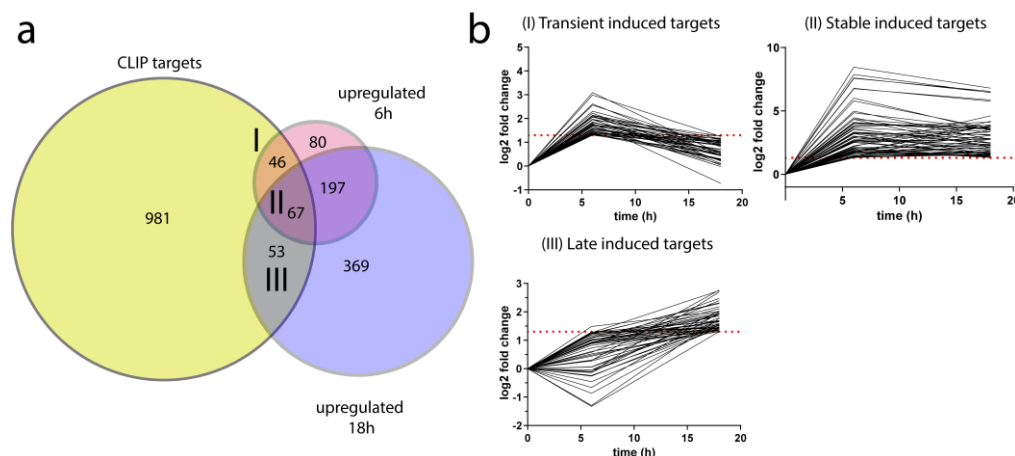 a
CLIP targets
upregulated
6h
I
80
46
II
67
197
981
53
III
369
upregulated
18h
b
(I) Transient induced targets
log2 fold change
5
4
3
2
1
0
-1
0
5
10
15
20
time (h)
(II) Stable induced targets
log2 fold change
10
5
0
0
5
10
15
20
time (h)
(III) Late induced targets
log2 fold change
3
2
1
0
-1
-2
0
5
10
15
20
time (h)